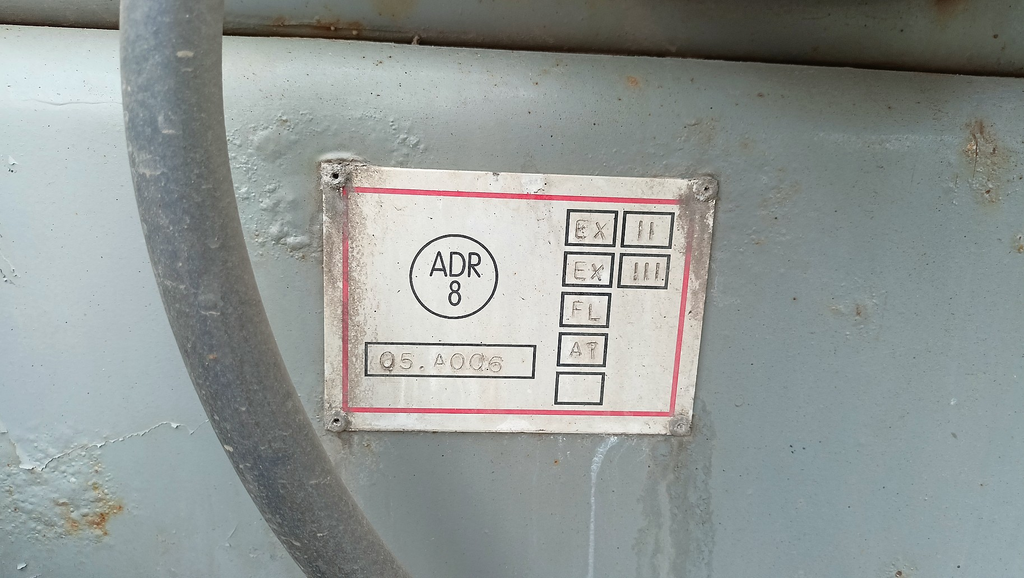 ADR
8
05.A006
EX II
EX III
FL
AT